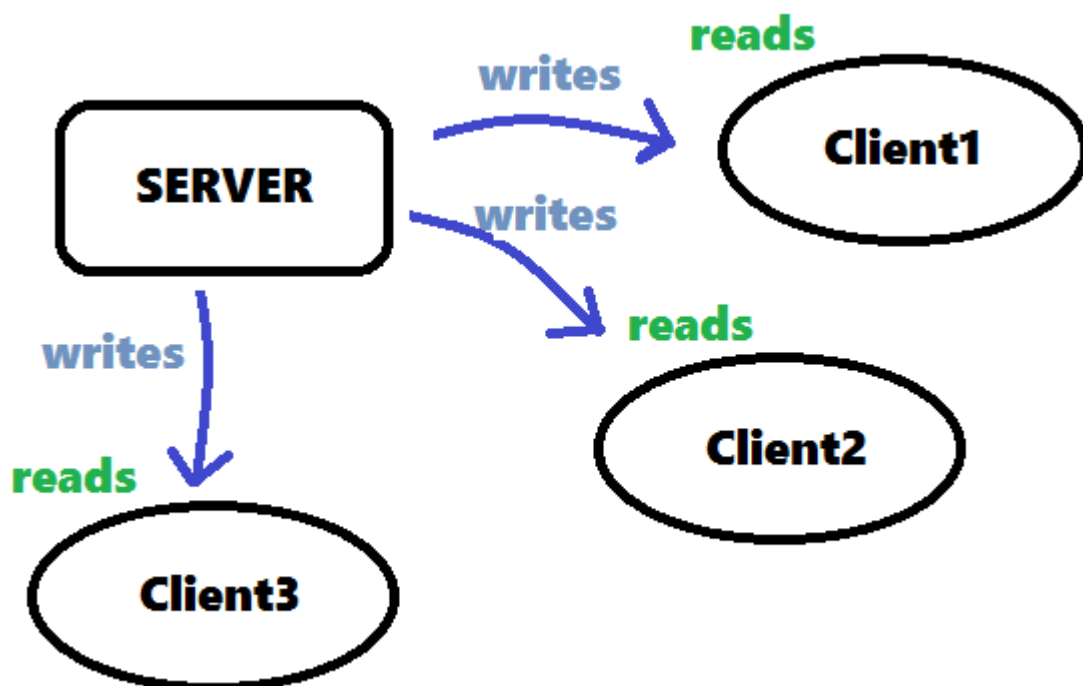 reads
writes
Client1
SERVER
writes
reads
writes
Client2
reads
Client3